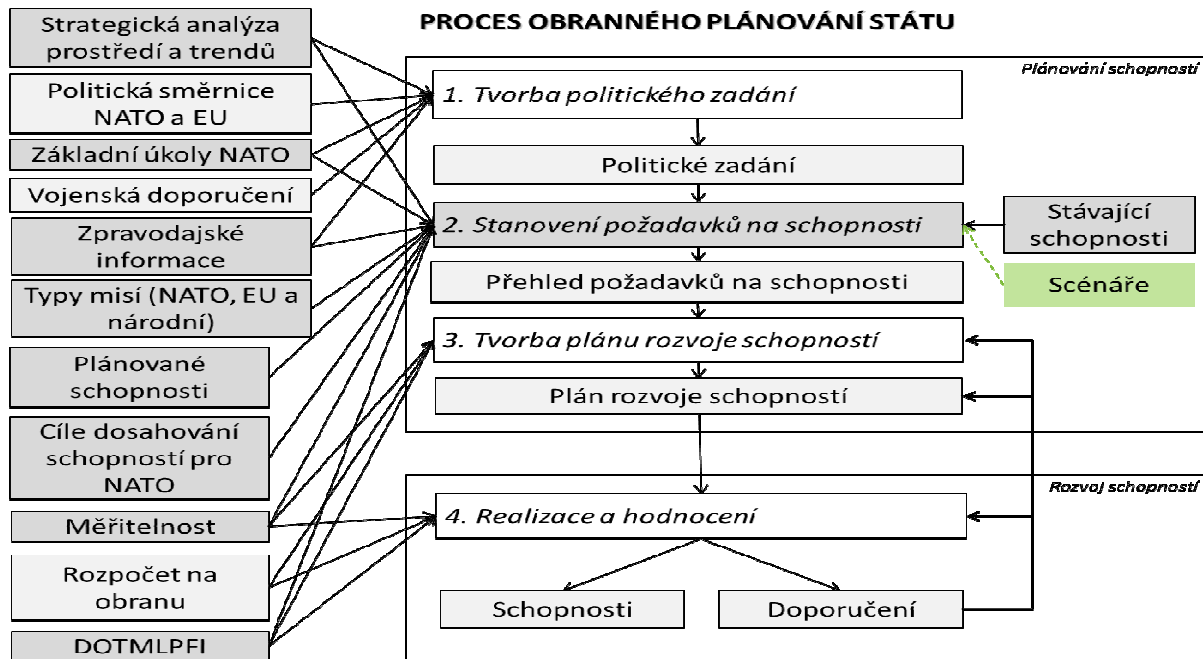 PROCES OBRANNÉHO PLÁNOVÁNÍ STÁTU
Strategická analýza
prostředí a trendů
Politická směrnice
NATO a EU
Základní úkoly NATO
Vojenská doporučení
Zpravodajské
informace
Typy misí (NATO, EU a
národní)
Plánované
schopnosti
Cíle dosahování
schopností pro
NATO
Měřitelnost
Rozpočet na
obranu
DOTMLPFI
Plánování schopností
1. Tvorba politického zadání
Politické zadání
2. Stanovení požadavků na schopnosti
Přehled požadavků na schopnosti
3. Tvorba plánu rozvoje schopností
Plán rozvoje schopností
Stávající
schopnosti
Scénáře
Rozvoj schopností
4. Realizace a hodnocení
Schopnosti
Doporučení